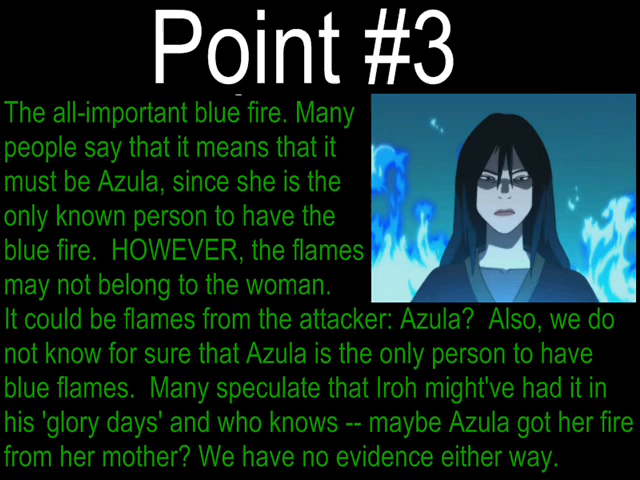 Point #3
The all-important blue fire. Many
people say that it means that it
must be Azula, since she is the
only known person to have the
blue fire.  HOWEVER, the flames
may not belong to the woman.
It could be flames from the attacker: Azula?  Also, we do
not know for sure that Azula is the only person to have
blue flames.  Many speculate that Iroh might've had it in
his 'glory days' and who knows -- maybe Azula got her fire
from her mother? We have no evidence either way.